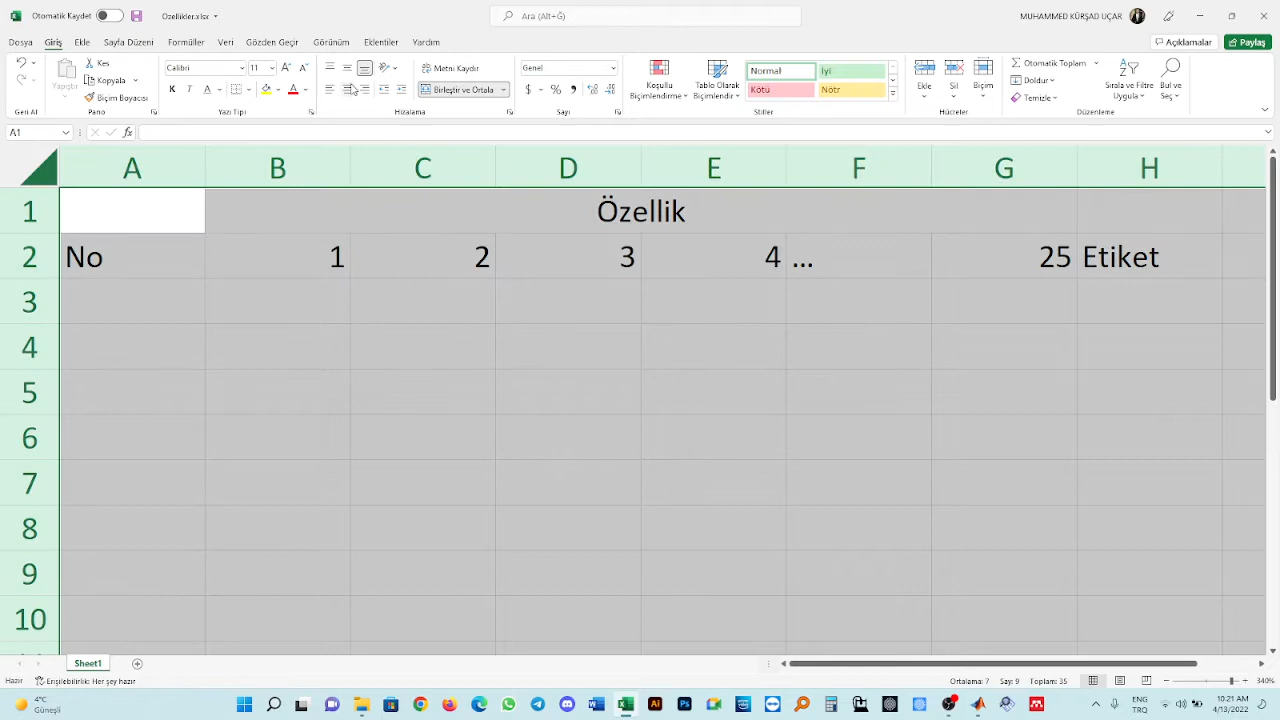 Otomatik Kaydet
Özellikler.xlsx
Ara (Alt+Ğ)
MUHAMMED KÜRŞAD UÇAR
Dosya Giriş Ekle Sayfa Düzeni Formüller Veri Gözden Geçir Görünüm Eklentiler Yardım
Açıklamalar Paylaş
Yapıştır
Kes
Kopyala
Biçim Boyacısı
Calibri 11
K T A
Metni Kaydır
Birleştir ve Ortala
Genel
Koşullu Biçimlendirme
Tablo Olarak Biçimlendir
Normal İyi
Kötü Nötr
Ekle Sil Biçim
Otomatik Toplam
Doldur
Temizle
Sırala ve Filtre Uygula
Bul ve Seç
Geri Al Pano Yazı Tipi Hizalama Sayı Stiller Hücreler Düzenleme
A1 fx
A B C D E F G H
1 Özellik
2 No 1 2 3 4 ... 25 Etiket
3
4
5
6
7
8
9
10
Sheet1
Hazır Erişilebilirlik: Her şey hazır
Ortalama: 7 Say: 9 Toplam: 35
340%
4°C
Güneşli
ENG
TRQ
10:21 AM
4/13/2022